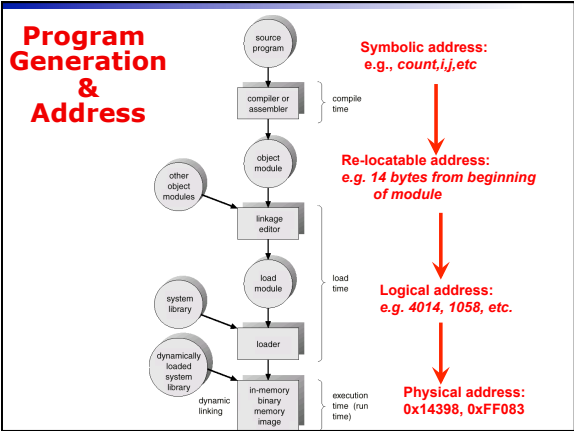 Program
Generation
&
Address
source
program
compiler or
assembler
compile
time
object
module
other
object
modules
linkage
editor
load
module
load
time
system
library
loader
dynamically
loaded
system
library
dynamic
linking
in-memory
binary
memory
image
execution
time (run
time)
Symbolic address:
e.g., count,i,j,etc
Re-locatable address:
e.g. 14 bytes from beginning
of module
Logical address:
e.g. 4014, 1058, etc.
Physical address:
0x14398, 0xFF083